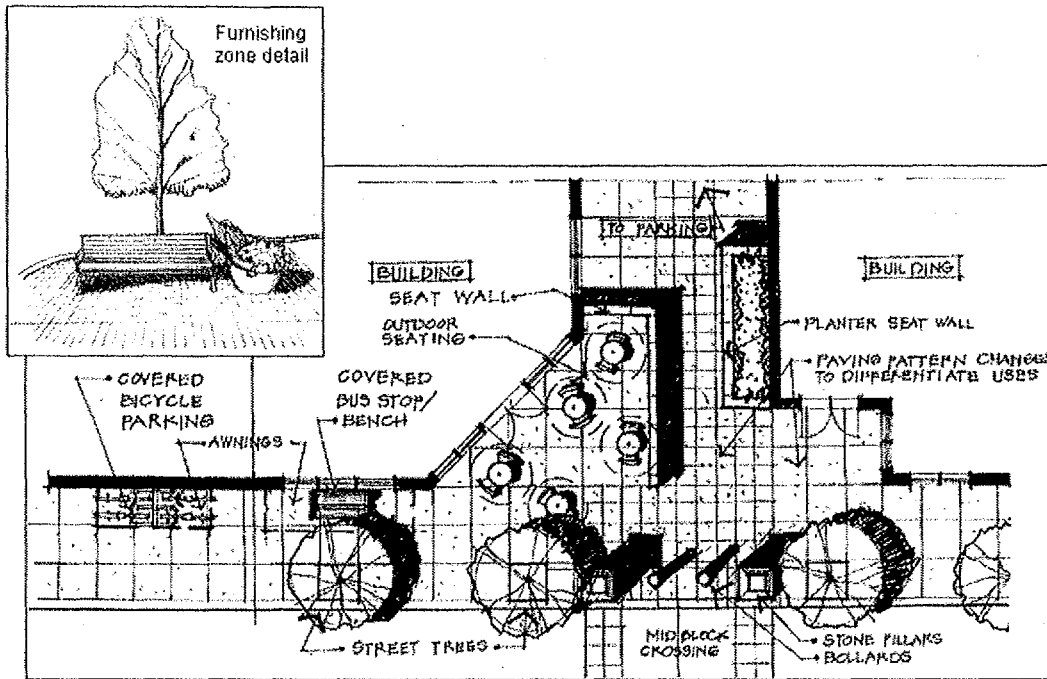 Furnishing
zone detail
TO PARKING
BUILDING
BUILDING
SEAT WALL
OUTDOOR
SEATING
PLANTER SEAT WALL
PAVING PATTERN CHANGES
TO DIFFERENTIATE USES
COVERED
BICYCLE
PARKING
AWNINGS
COVERED
BUS STOP/
BENCH
STREET TREES
MID BLOCK
CROSSING
STONE PILLARS
BOLLARDS